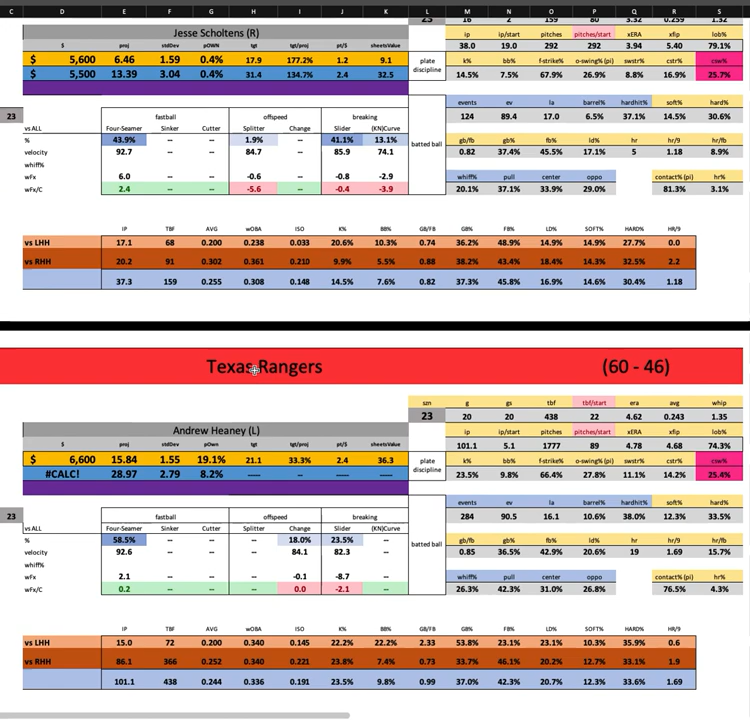 C D E F G H I J K L M N O P Q R S
23 16 2 159 80 3.32 0.259 1.32
Jesse Scholtens (R) ip ip/start pitches pitches/start xERA xfip lob%
38.0 19.0 292 292 3.94 5.40 79.1%
$ proj stdDev pOWN tgt tgt/proj pt/$ sheetsValue
$ 5,600 6.46 1.59 0.4% 17.9 177.2% 1.2 9.1 plate discipline k% bb% f-strike% o-swing% (pi) swstr% cstr% csw%
$ 5,500 13.39 3.04 0.4% 31.4 134.7% 2.4 32.5 14.5% 7.5% 67.9% 26.9% 8.8% 16.9% 25.7%
events ev la barrel% hardhit% soft% hard%
23 fastball offspeed breaking 124 89.4 17.0 6.5% 37.1% 14.5% 30.6%
vs ALL Four-Seamer Sinker Cutter Splitter Change Slider (KN)Curve
% 43.9% -- -- 1.9% -- 41.1% 13.1% batted ball gb/fb gb% fb% ld% hr hr/9 hr/fb
velocity 92.7 -- -- 84.7 -- 85.9 74.1 0.82 37.4% 45.5% 17.1% 5 1.18 8.9%
whiff%
wFx 6.0 -- -- -0.6 -- -0.8 -2.9 whiff% pull center oppo contact% (pi) hr%
wFx/C 2.4 -- -- -5.6 -- -0.4 -3.9 20.1% 37.1% 33.9% 29.0% 81.3% 3.1%
IP TBF AVG wOBA ISO K% BB% GB/FB GB% FB% LD% SOFT% HARD% HR/9
vs LHH 17.1 68 0.200 0.238 0.033 20.6% 10.3% 0.74 36.2% 48.9% 14.9% 14.9% 27.7% 0.0
vs RHH 20.2 91 0.302 0.361 0.210 9.9% 5.5% 0.88 38.2% 43.4% 18.4% 14.3% 32.5% 2.2
37.3 159 0.255 0.308 0.148 14.5% 7.6% 0.82 37.3% 45.8% 16.9% 14.6% 30.4% 1.18
Texas Rangers (60 - 46)
szn g gs tbf tbf/start era avg whip
23 20 20 438 22 4.62 0.243 1.35
Andrew Heaney (L) ip ip/start pitches pitches/start xERA xfip lob%
$ proj stdDev pOwn tgt tgt/proj pt/$ sheetsValue 101.1 5.1 1777 89 4.78 4.68 74.3%
$ 6,600 15.84 1.55 19.1% 21.1 33.3% 2.4 36.3 plate discipline k% bb% f-strike% o-swing% (pi) swstr% cstr% csw%
#CALC! 28.97 2.79 8.2% ---- ---- -- -- 23.5% 9.8% 66.4% 27.8% 11.1% 14.2% 25.4%
events ev la barrel% hardhit% soft% hard%
23 fastball offspeed breaking 284 90.5 16.1 10.6% 38.0% 12.3% 33.5%
vs ALL Four-Seamer Sinker Cutter Splitter Change Slider (KN)Curve
% 58.5% -- -- -- 18.0% 23.5% -- batted ball gb/fb gb% fb% ld% hr hr/9 hr/fb
velocity 92.6 -- -- -- 84.1 82.3 -- 0.85 36.5% 42.9% 20.6% 19 1.69 15.7%
whiff%
wFx 2.1 -- -- -- -0.1 -8.7 -- whiff% pull center oppo contact% (pi) hr%
wFx/C 0.2 -- -- -- 0.0 -2.1 -- 26.3% 42.3% 31.0% 26.8% 76.5% 4.3%
IP TBF AVG wOBA ISO K% BB% GB/FB GB% FB% LD% SOFT% HARD% HR/9
vs LHH 15.0 72 0.200 0.340 0.145 22.2% 22.2% 2.33 53.8% 23.1% 23.1% 10.3% 35.9% 0.6
vs RHH 86.1 366 0.252 0.340 0.221 23.8% 7.4% 0.73 33.7% 46.1% 20.2% 12.7% 33.1% 1.9
101.1 438 0.244 0.336 0.191 23.5% 9.8% 0.99 37.0% 42.3% 20.7% 12.3% 33.6% 1.69